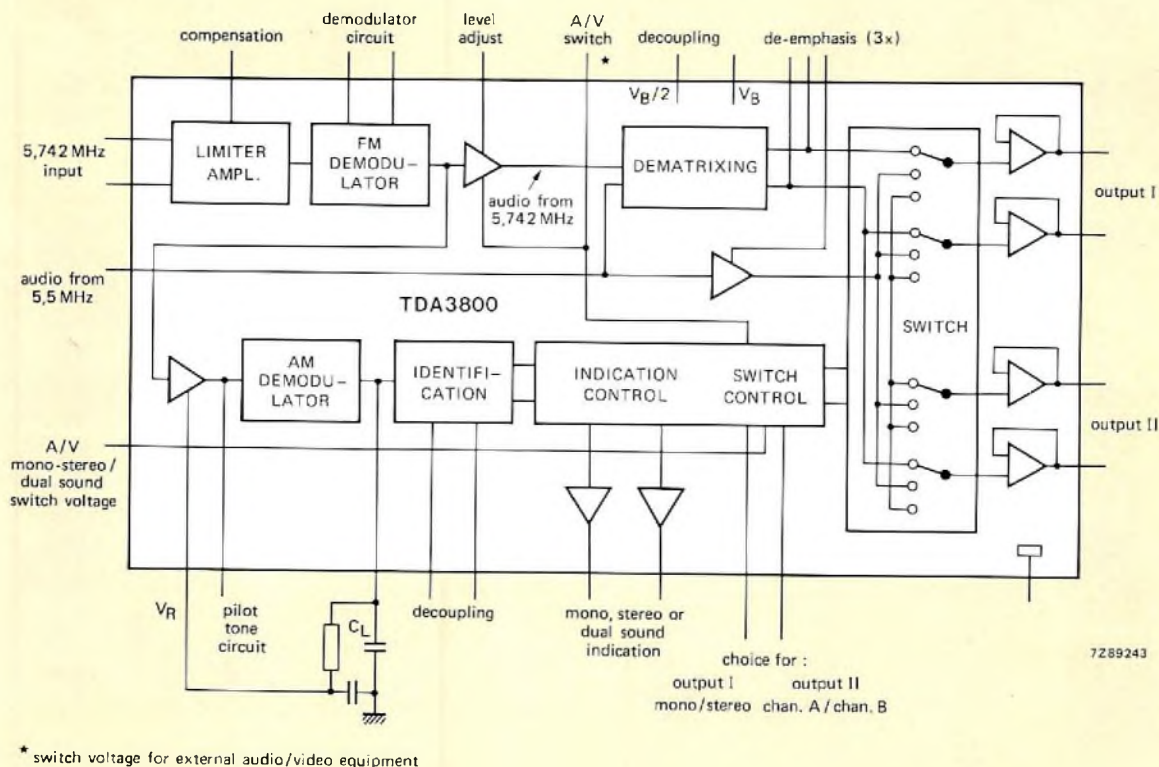 compensation
demodulator
circuit
level
adjust
A/V
switch
*
decoupling
de-emphasis (3x)
VB/2
VB
5,742 MHz
input
LIMITER
AMPL.
FM
DEMODU-
LATOR
audio from
5,742 MHz
DEMATRIXING
output I
audio from
5,5 MHz
TDA3800
SWITCH
AM
DEMODU-
LATOR
IDENTIFI-
CATION
INDICATION
CONTROL
SWITCH
CONTROL
output II
A/V
mono-stereo/
dual sound
switch voltage
VR
pilot
tone
circuit
CL
decoupling
mono, stereo or
dual sound
indication
choice for :
output I
mono/stereo
output II
chan. A / chan. B
7Z89243
* switch voltage for external audio/video equipment